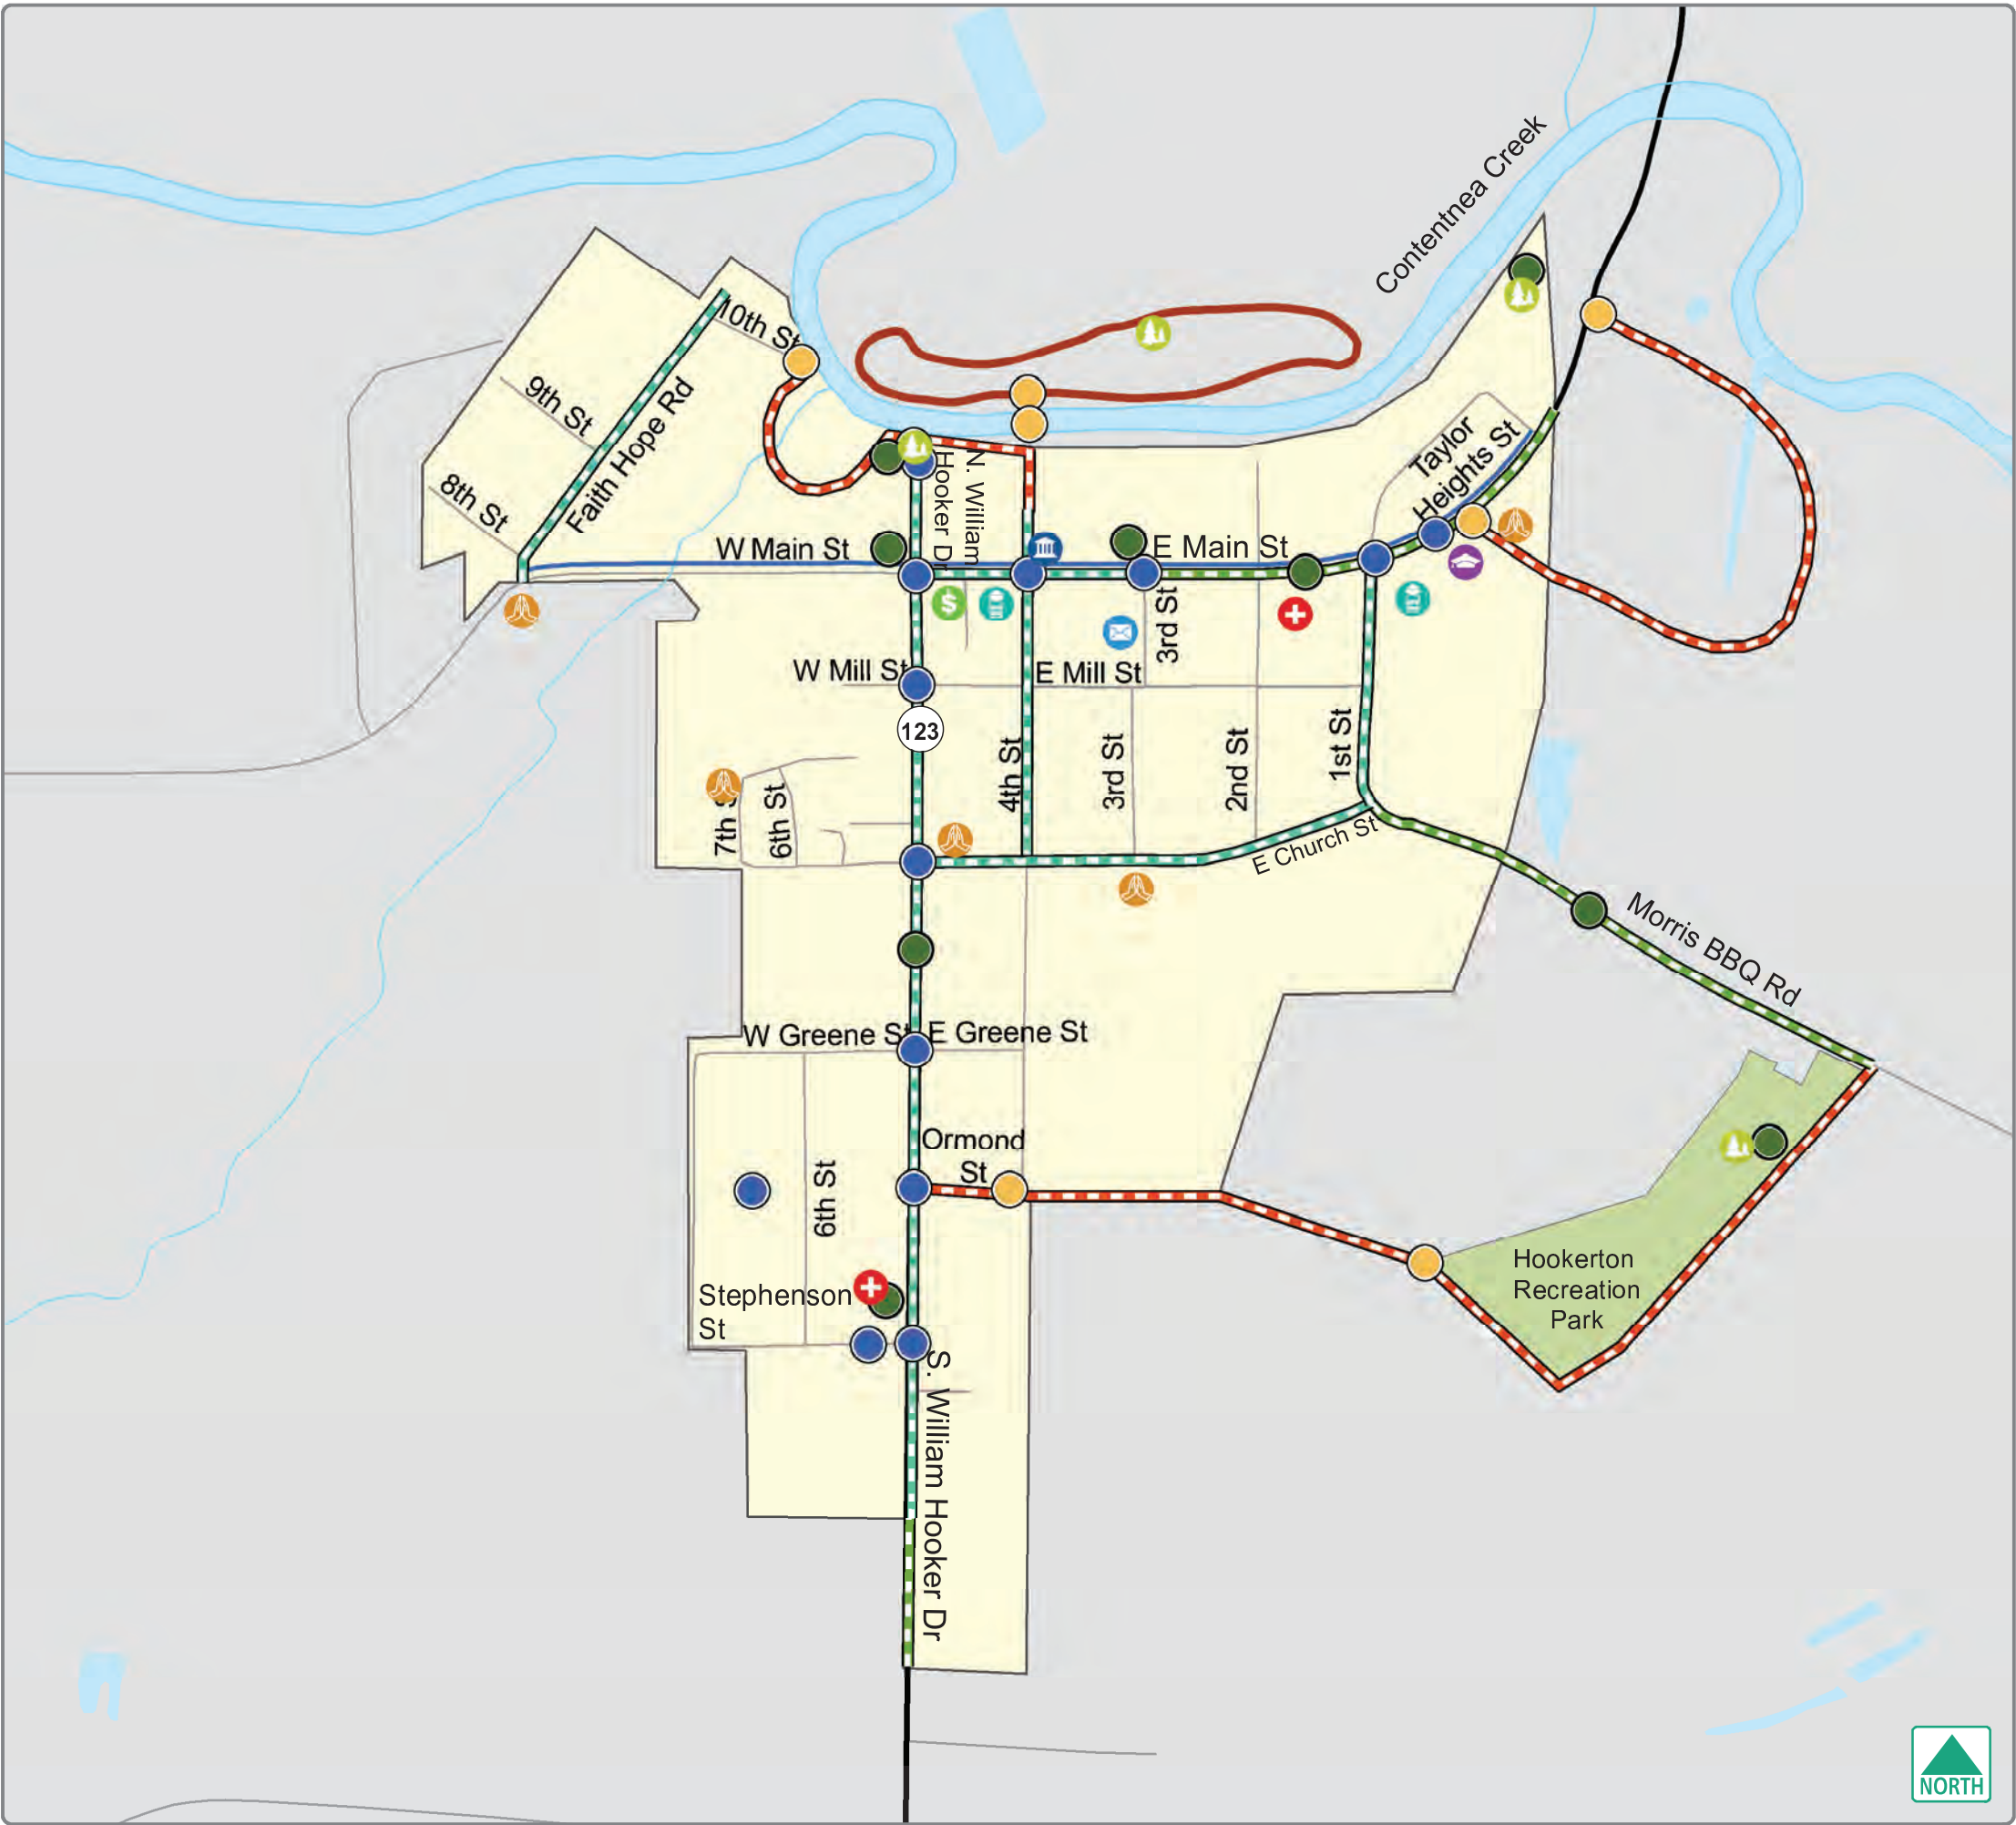 Contentnea Creek
10th St
9th St
8th St
Faith Hope Rd
Taylor
Heights St
N. William
Hooker Dr
W Main St
E Main St
3rd St
W Mill St
E Mill St
123
4th St
3rd St
2nd St
1st St
7th S
6th St
E Church St
Morris BBQ Rd
W Greene St
E Greene St
Ormond
St
6th St
Stephenson
St
Hookerton
Recreation
Park
S. William Hooker Dr
$
NORTH